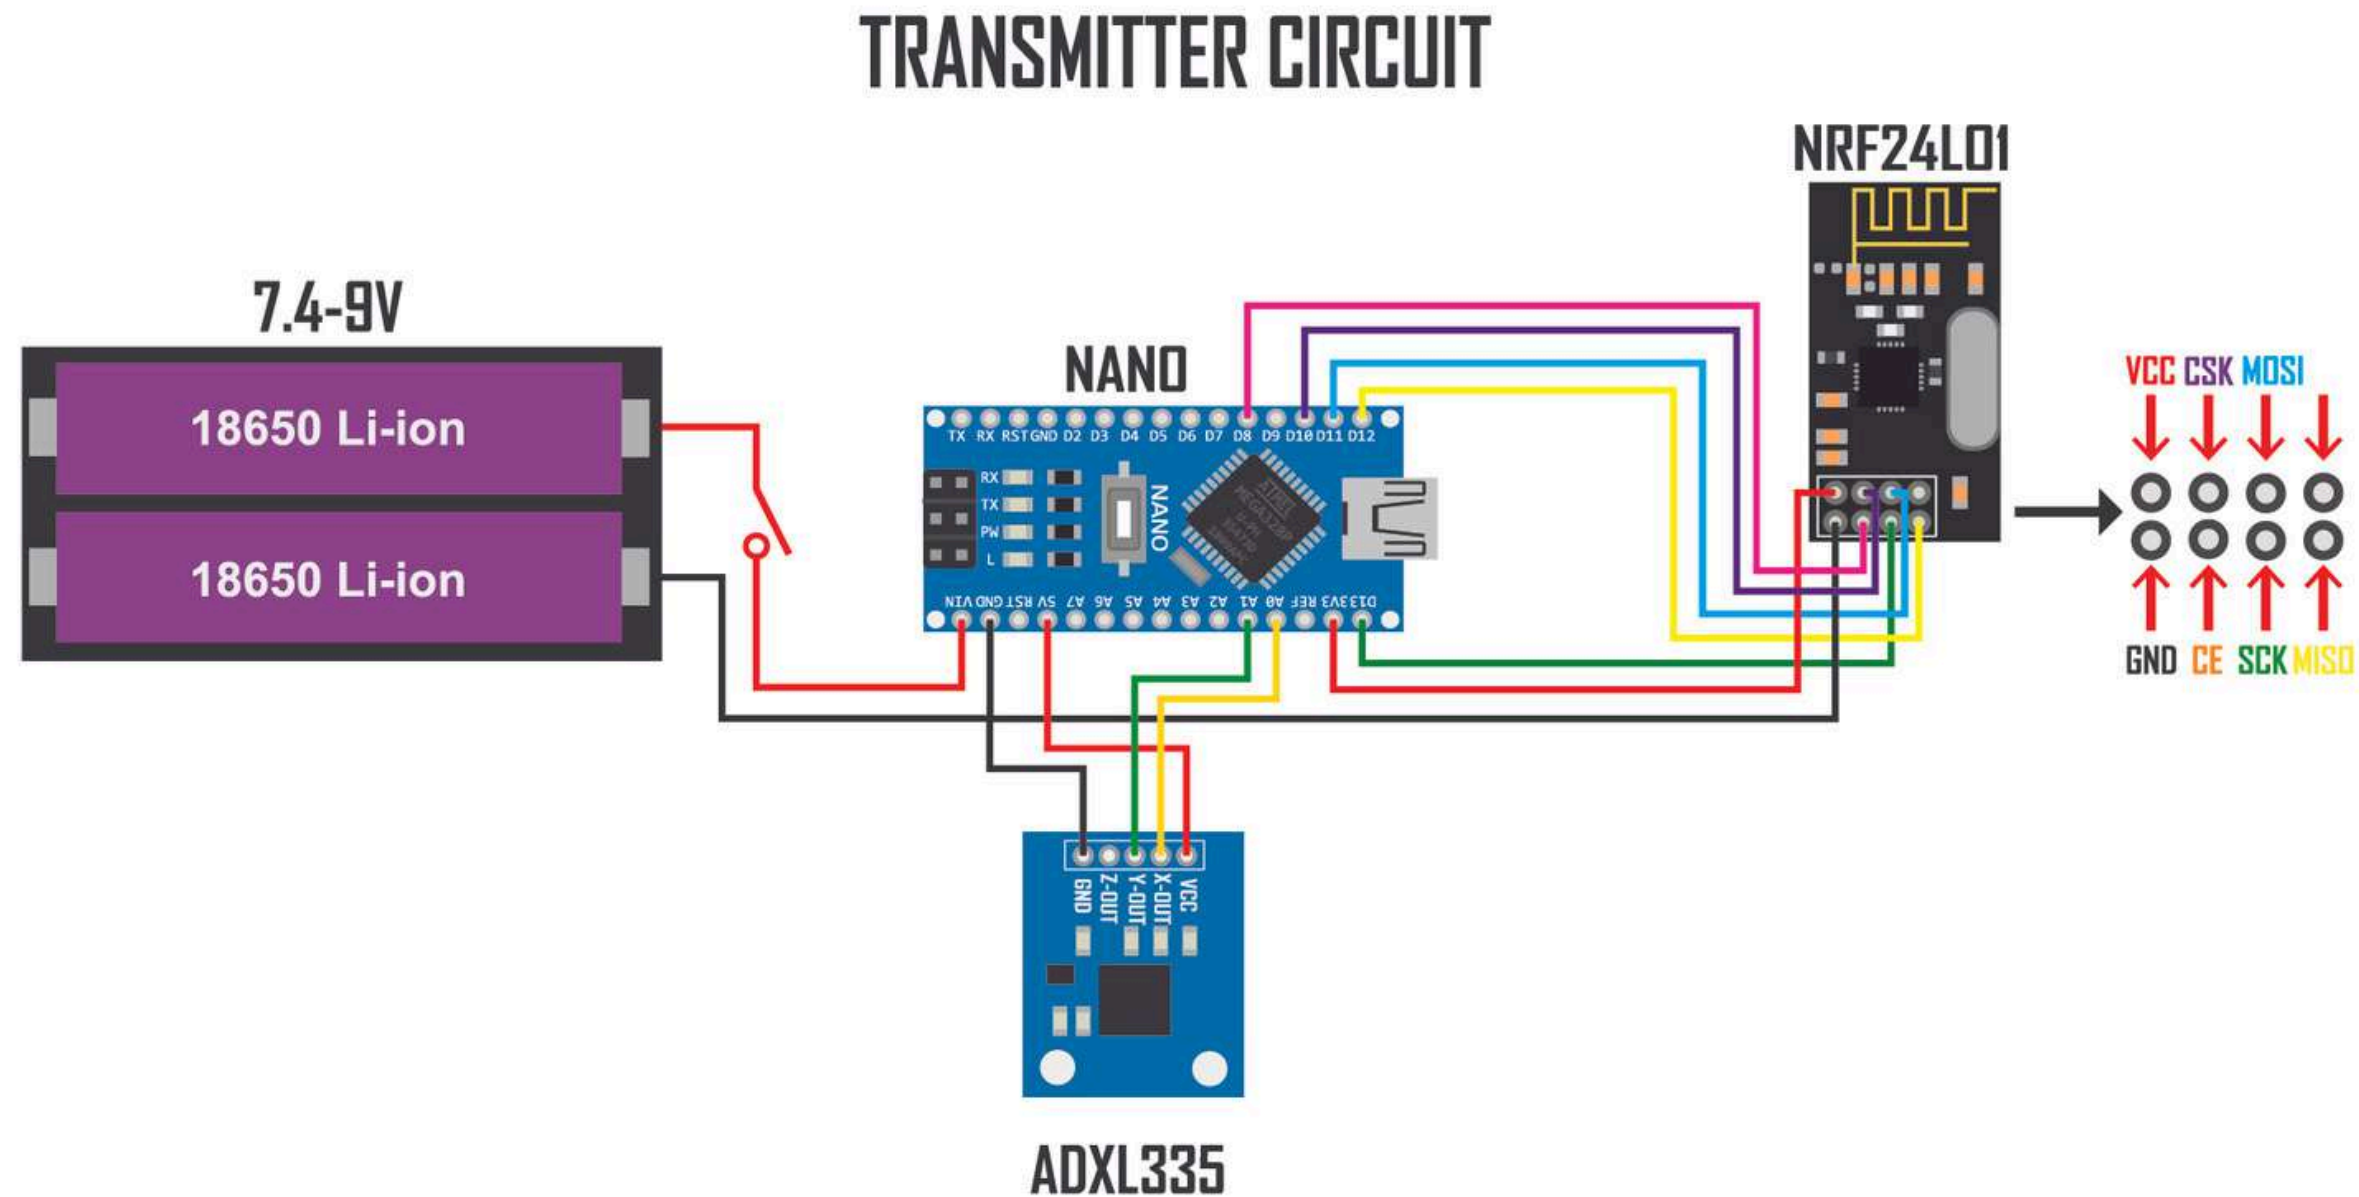 TRANSMITTER CIRCUIT
NRF24L01
7.4-9V
18650 Li-ion
18650 Li-ion
NANO
TX RX RST GND D2 D3 D4 D5 D6 D7 D8 D9 D10 D11 D12
RX
TX
PW
L
NANO
ATMEL
VIN GND RST 5V A7 A6 A5 A4 A3 A2 A1 A0 REF 3V3 D13
VCC CSK MOSI
GND CE SCK MISO
GND
Z-OUT
Y-OUT
X-OUT
VCC
ADXL335